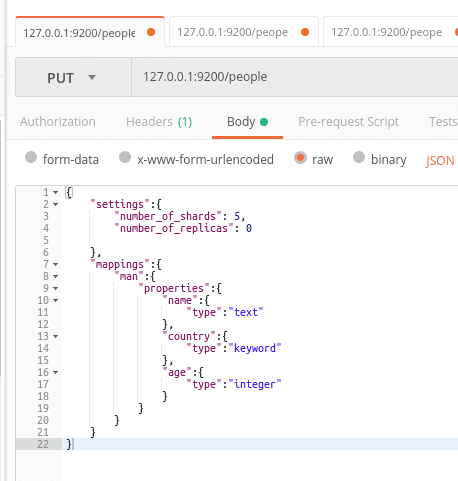 127.0.0.1:9200/people 127.0.0.1:9200/peope 127.0.0.1:9200/peope
PUT 127.0.0.1:9200/people
Authorization Headers (1) Body Pre-request Script Tests
form-data x-www-form-urlencoded raw binary JSON
1 {
2 "settings":{
3 "number_of_shards": 5,
4 "number_of_replicas": 0
5
6 },
7 "mappings":{
8 "man":{
9 "properties":{
10 "name":{
11 "type":"text"
12 },
13 "country":{
14 "type":"keyword"
15 },
16 "age":{
17 "type":"integer"
18 }
19 }
20 }
21 }
22 }